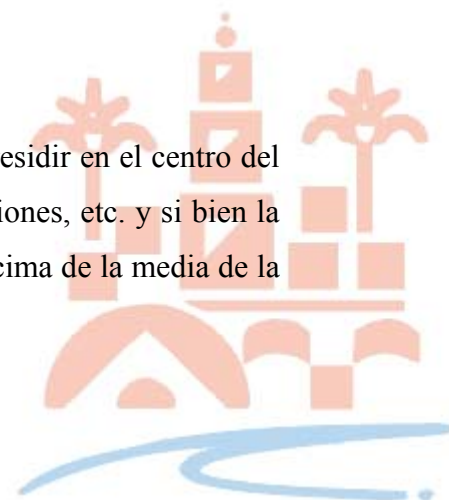 esidir en el centro del
iones, etc. y si bien la
cima de la media de la